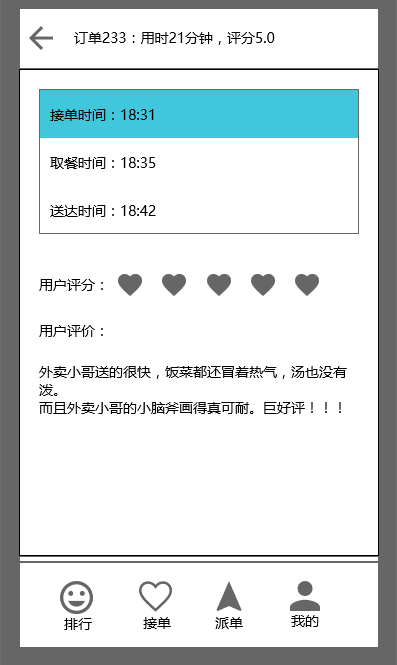 订单233：用时21分钟，评分5.0
接单时间：18:31
取餐时间：18:35
送达时间：18:42
用户评分：
用户评价：
外卖小哥送的很快，饭菜都还冒着热气，汤也没有
泼。
而且外卖小哥的小脑斧画得真可耐。巨好评！！！
排行
接单
派单
我的